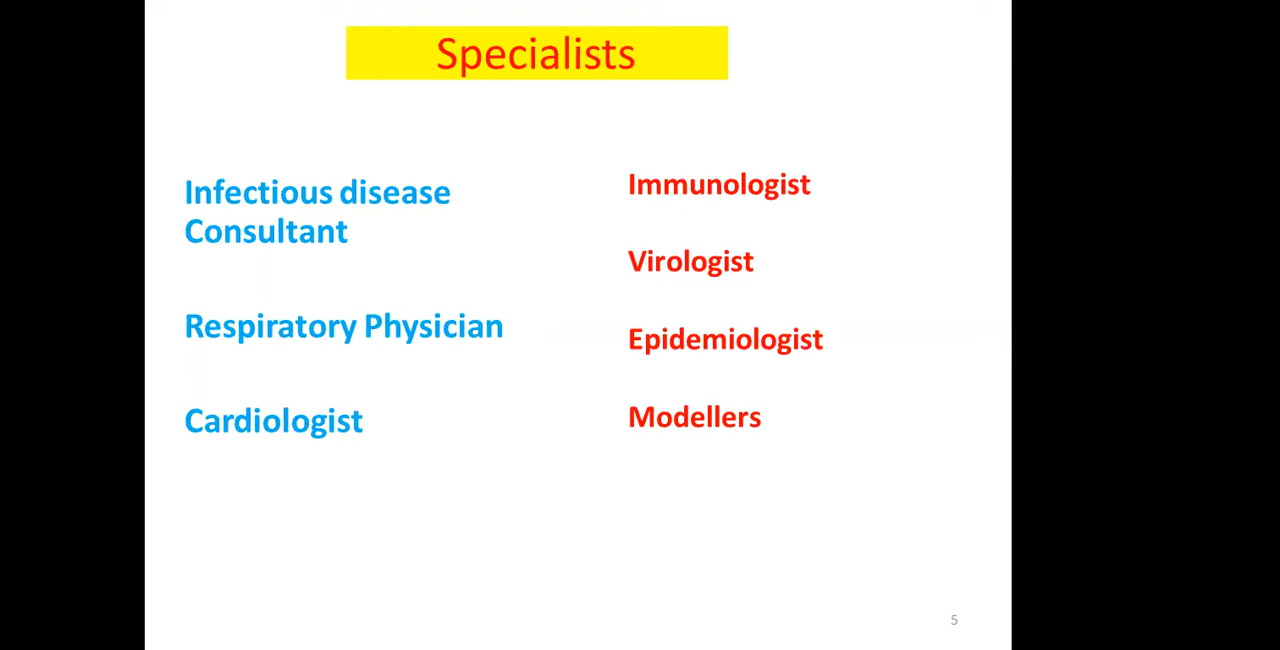 Specialists
Infectious disease
Consultant
Respiratory Physician
Cardiologist
Immunologist
Virologist
Epidemiologist
Modellers
5